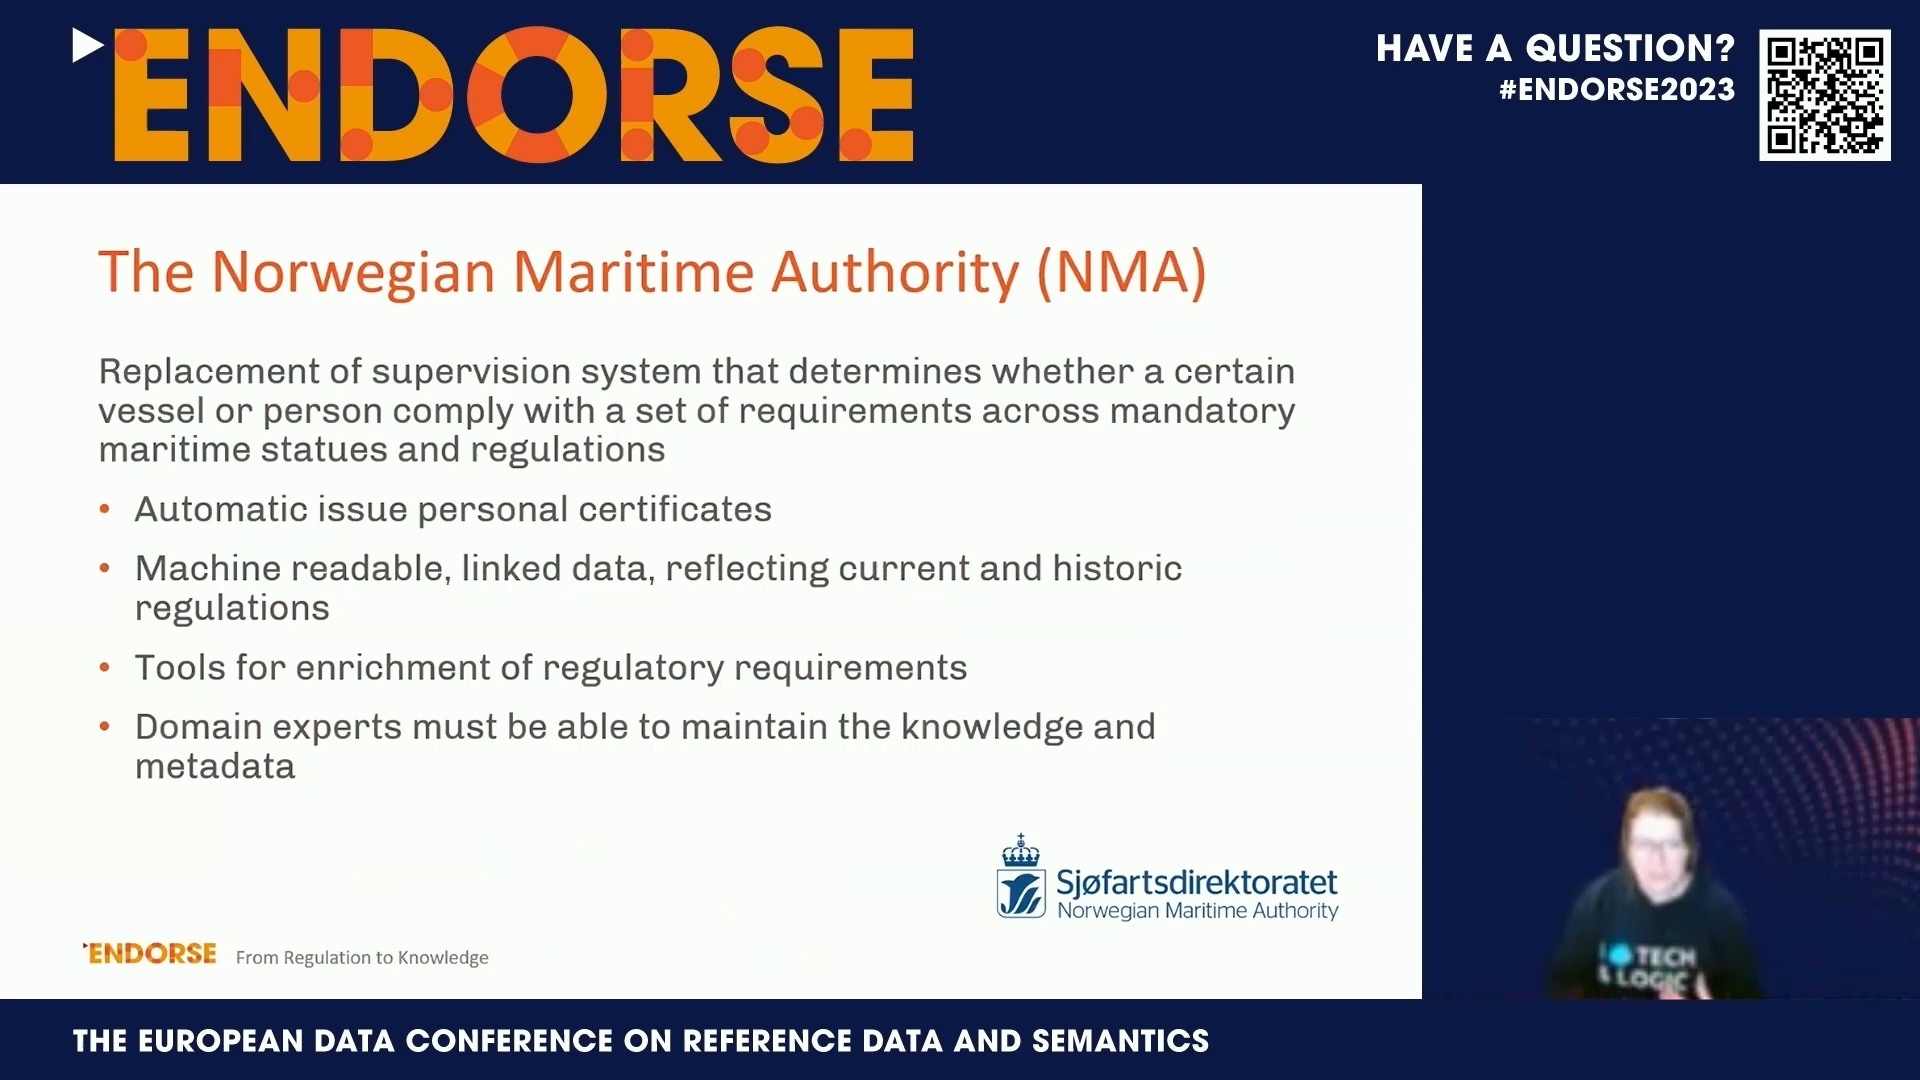 ENDORSE
HAVE A QUESTION?
#ENDORSE2023
The Norwegian Maritime Authority (NMA)
Replacement of supervision system that determines whether a certain
vessel or person comply with a set of requirements across mandatory
maritime statues and regulations
• Automatic issue personal certificates
• Machine readable, linked data, reflecting current and historic
regulations
• Tools for enrichment of regulatory requirements
• Domain experts must be able to maintain the knowledge and
metadata
Sjøfartsdirektoratet
Norwegian Maritime Authority
ENDORSE From Regulation to Knowledge
TECH
& LOGIC
THE EUROPEAN DATA CONFERENCE ON REFERENCE DATA AND SEMANTICS